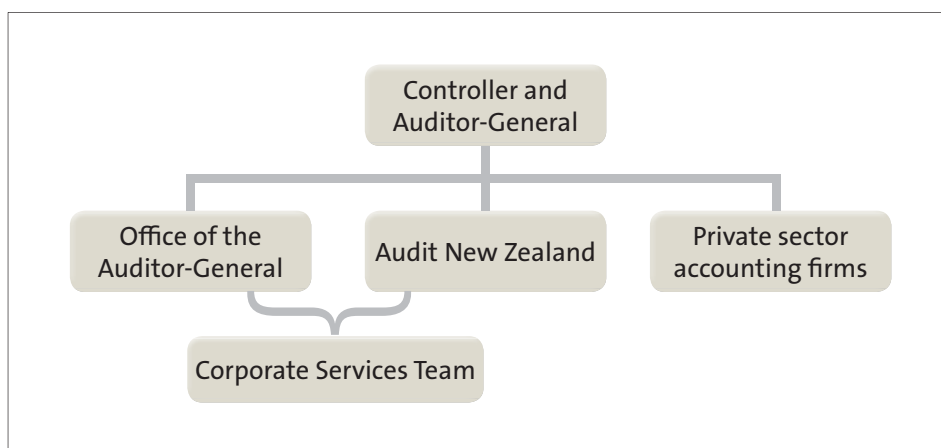 Controller and
Auditor-General
Office of the
Auditor-General
Audit New Zealand
Private sector
accounting firms
Corporate Services Team